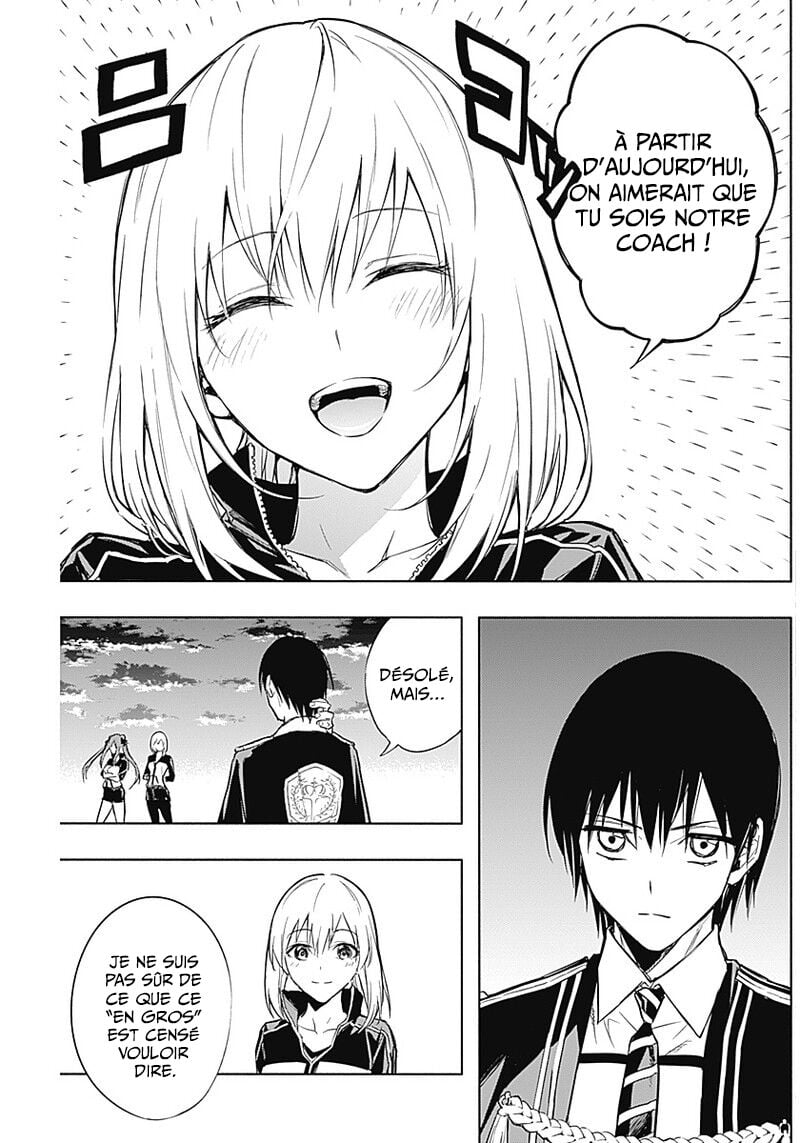 À PARTIR
D'AUJOURD'HUI,
ON AIMERAIT QUE
TU SOIS NOTRE
COACH !
DÉSOLÉ,
MAIS...
JE NE SUIS
PAS SÛR DE
CE QUE CE
"EN GROS"
EST CENSÉ
VOULOIR
DIRE.